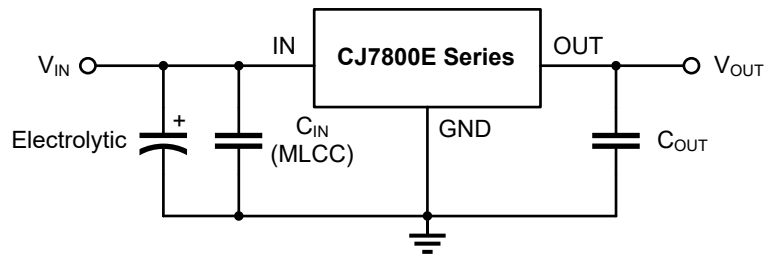 IN
CJ7800E Series
OUT
VIN
VOUT
Electrolytic
+
CIN
(MLCC)
GND
COUT